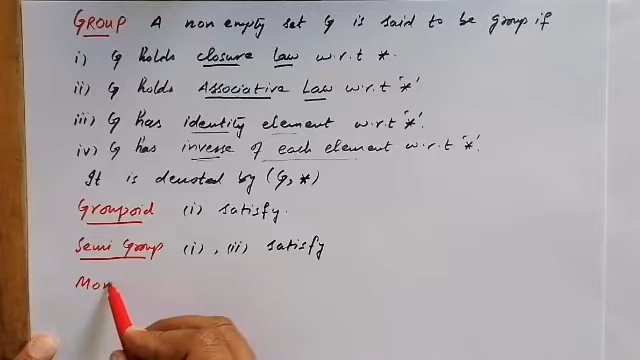 GROUP A non empty set G is said to be group if
i) G holds closure law w.r.t *.
ii) G holds Associative Law w.r.t '*'
iii) G has identity element w.r.t '*'.
iv) G has inverse of each element w.r.t '*'.
It is denoted by (G, *)
Groupoid (i) satisfy.
Semi Group (i), (ii) satisfy
Mon